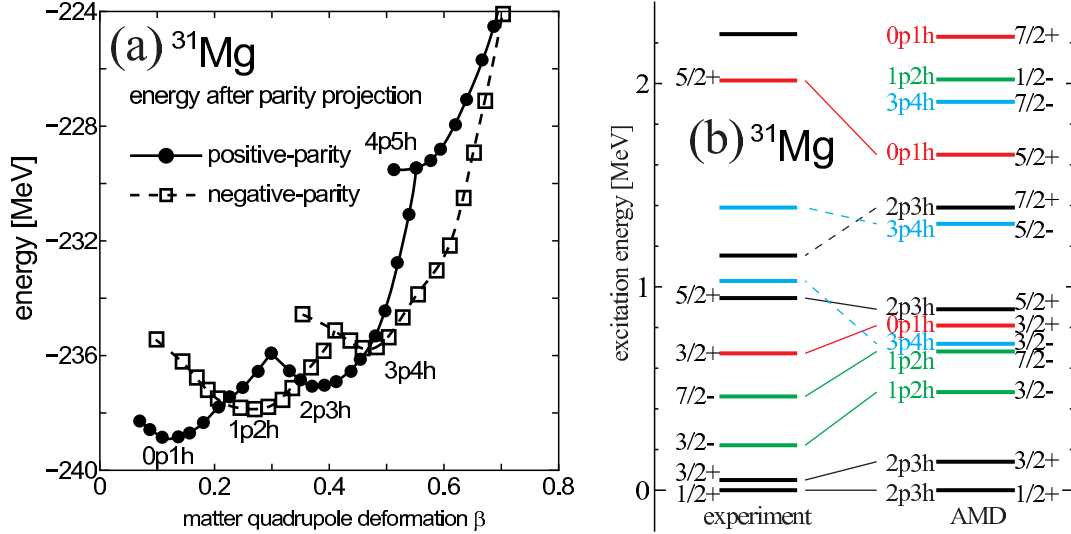 (a) ³¹Mg
energy after parity projection
positive-parity
negative-parity
4p5h
3p4h
2p3h
1p2h
0p1h
−224
−228
−232
−236
−240
energy [MeV]
0
0.2
0.4
0.6
0.8
matter quadrupole deformation β
(b) ³¹Mg
excitation energy [MeV]
2
1
0
5/2+
5/2+
3/2+
7/2-
3/2-
3/2+
1/2+
experiment
0p1h 7/2+
1p2h 1/2-
3p4h 7/2-
0p1h 5/2+
2p3h 7/2+
3p4h 5/2-
2p3h 5/2+
0p1h 3/2+
3p4h 3/2-
1p2h 7/2-
1p2h 3/2-
2p3h 3/2+
2p3h 1/2+
AMD